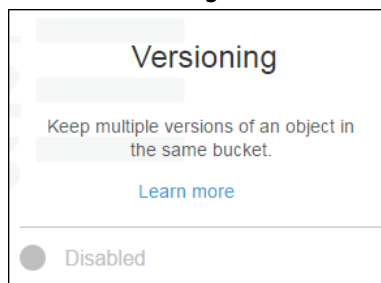 Versioning
Keep multiple versions of an object in
the same bucket.
Learn more
Disabled